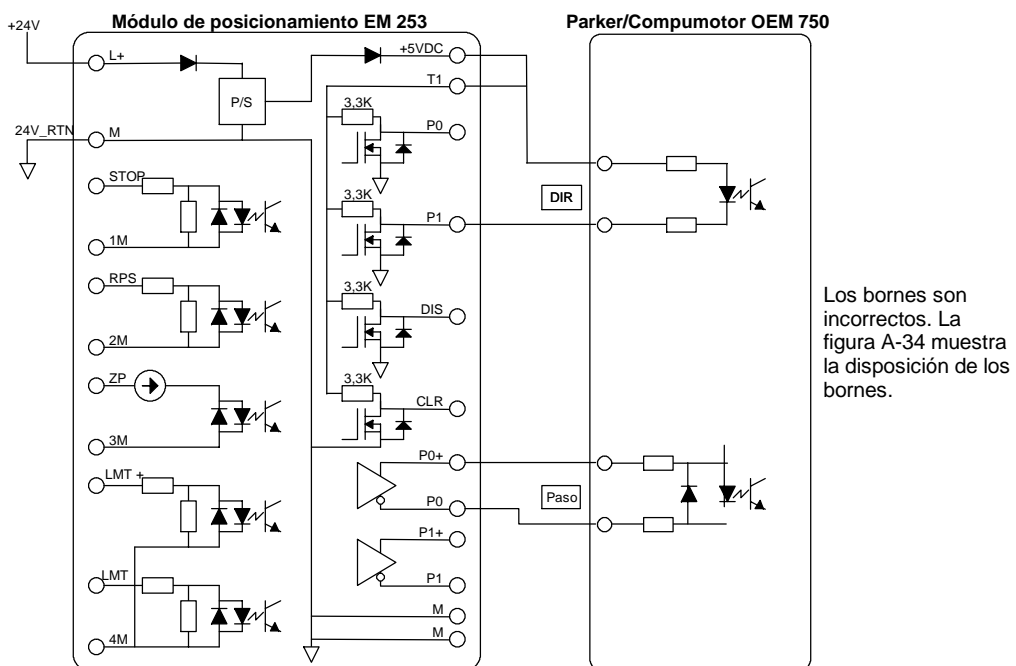 Módulo de posicionamiento EM 253
Parker/Compumotor OEM 750
+24V
L+
P/S
24V_RTN
M
STOP
1M
RPS
2M
ZP
3M
LMT +
LMT
4M
+5VDC
T1
3,3K
P0
3,3K
P1
3,3K
DIS
3,3K
CLR
P0+
P0
P1+
P1
M
M
DIR
Paso
Los bornes son
incorrectos. La
figura A-34 muestra
la disposición de los
bornes.